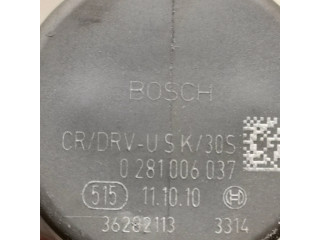 BOSCH
CR/DRV-U S K/30S
0 281 006 037
515 11.10.10
36282113 3314